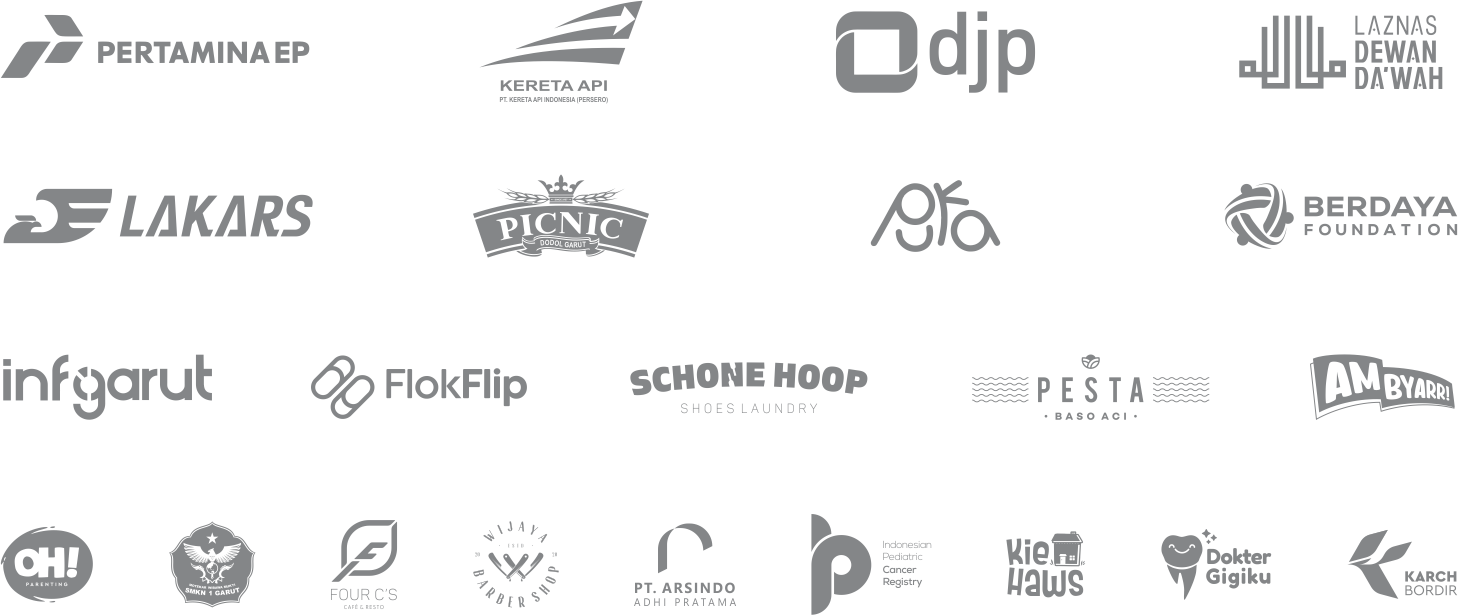 PERTAMINA EP
KERETA API
PT. KERETA API INDONESIA (PERSERO)
djp
LAZNAS
DEWAN
DA'WAH
LAKARS
PICNIC
DODOL GARUT
BERDAYA
FOUNDATION
infogarut
FlokFlip
SCHONE HOOP
SHOES LAUNDRY
PESTA
• BASO ACI •
AM
BYARR!
OH!
PARENTING
SMKN 1 GARUT
FOUR C'S
CAFÉ & RESTO
WIJAYA
BARBER SHOP
PT. ARSINDO
ADHI PRATAMA
Indonesian
Pediatric
Cancer
Registry
Kie
Haws
Dokter
Gigiku
KARCH
BORDIR